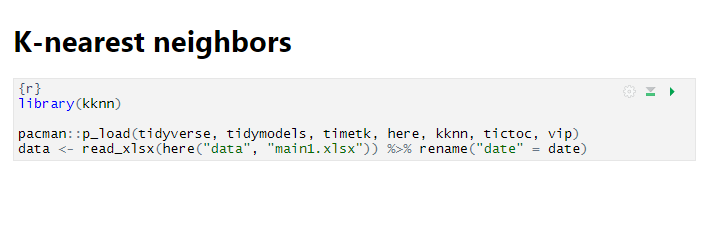 K-nearest neighbors
{r}
library(kknn)
pacman::p_load(tidyverse, tidymodels, timetk, here, kknn, tictoc, vip)
data <- read_xlsx(here("data", "main1.xlsx")) %>% rename("date" = date)